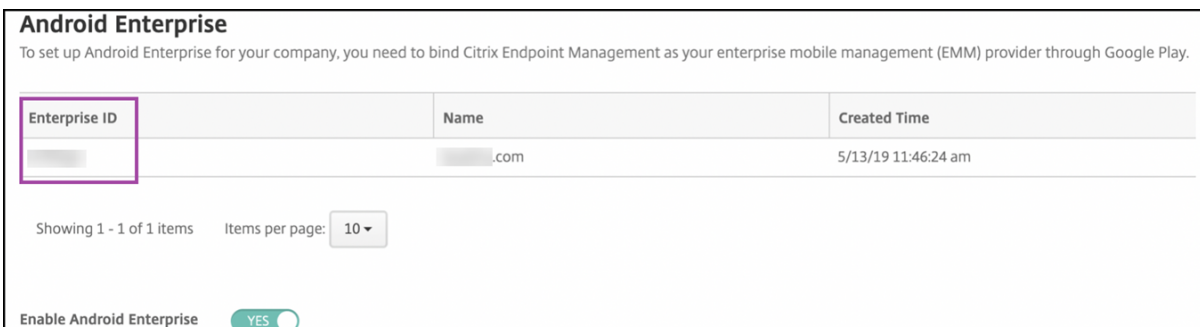 Android Enterprise
To set up Android Enterprise for your company, you need to bind Citrix Endpoint Management as your enterprise mobile management (EMM) provider through Google Play.
Enterprise ID Name Created Time
.com 5/13/19 11:46:24 am
Showing 1 - 1 of 1 items Items per page: 10
Enable Android Enterprise YES